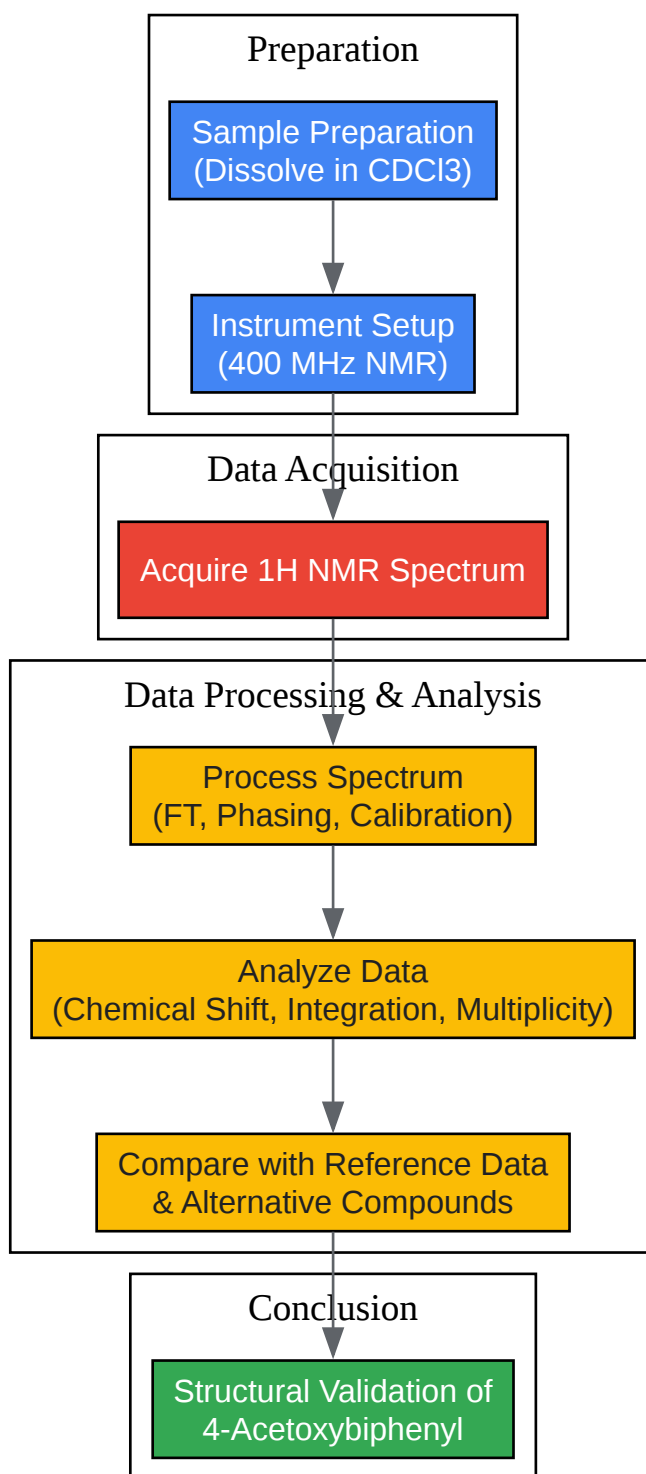 Preparation
Sample Preparation
(Dissolve in CDCl3)
Instrument Setup
(400 MHz NMR)
Data Acquisition
Acquire 1H NMR Spectrum
Data Processing & Analysis
Process Spectrum
(FT, Phasing, Calibration)
Analyze Data
(Chemical Shift, Integration, Multiplicity)
Compare with Reference Data
& Alternative Compounds
Conclusion
Structural Validation of
4-Acetoxybiphenyl